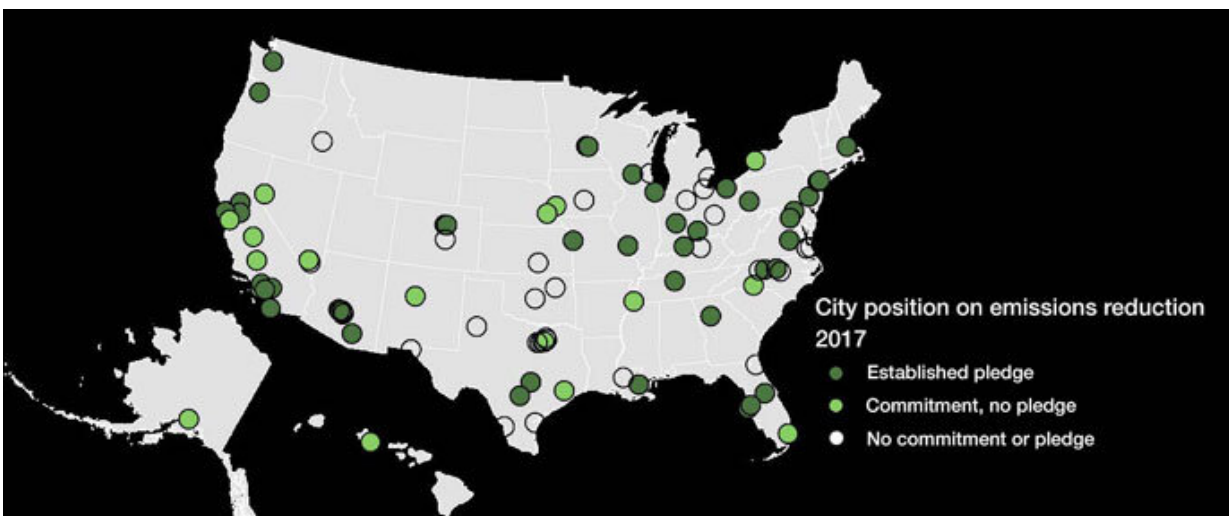 City position on emissions reduction
2017
Established pledge
Commitment, no pledge
No commitment or pledge